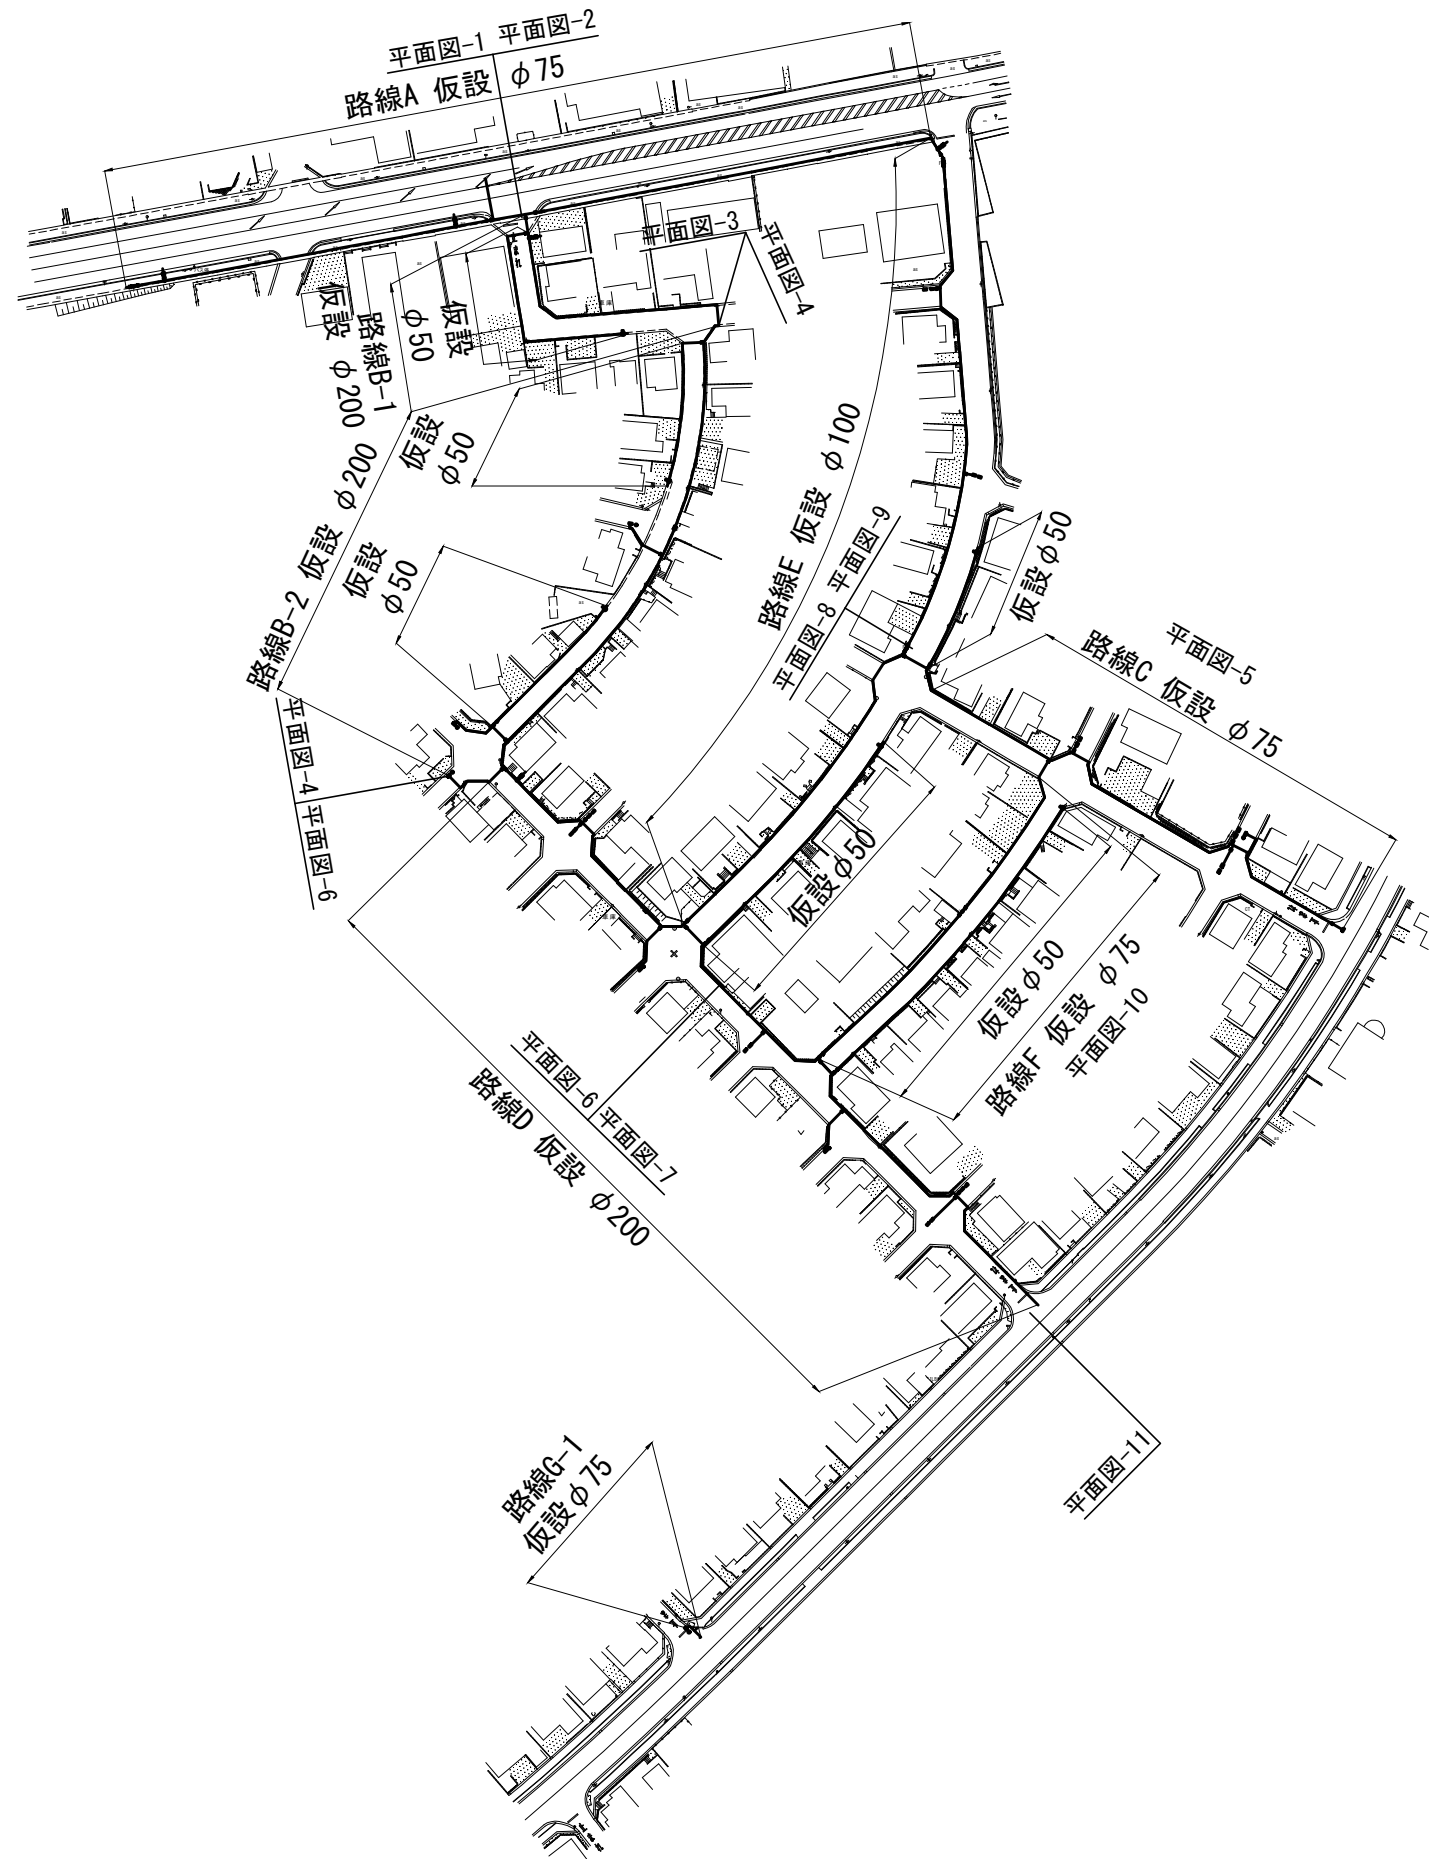 平面図-1 平面図-2
路線A 仮設 φ75
平面図-3
平面図-4
仮設
φ50
路線B-1
仮設 φ200
仮設
φ50
路線B-2 仮設 φ200
仮設
φ50
路線E 仮設 φ100
平面図-8 平面図-9
仮設φ50
平面図-5
路線C 仮設 φ75
平面図-4 平面図-6
仮設φ50
仮設φ50
路線F 仮設 φ75
平面図-10
平面図-6 平面図-7
路線D 仮設 φ200
平面図-11
路線G-1
仮設φ75